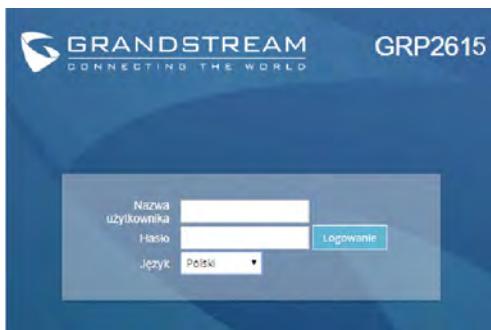 GRANDSTREAM
CONNECTING THE WORLD
GRP2615
Nazwa
użytkownika
Hasło
Logowanie
Język
Polski